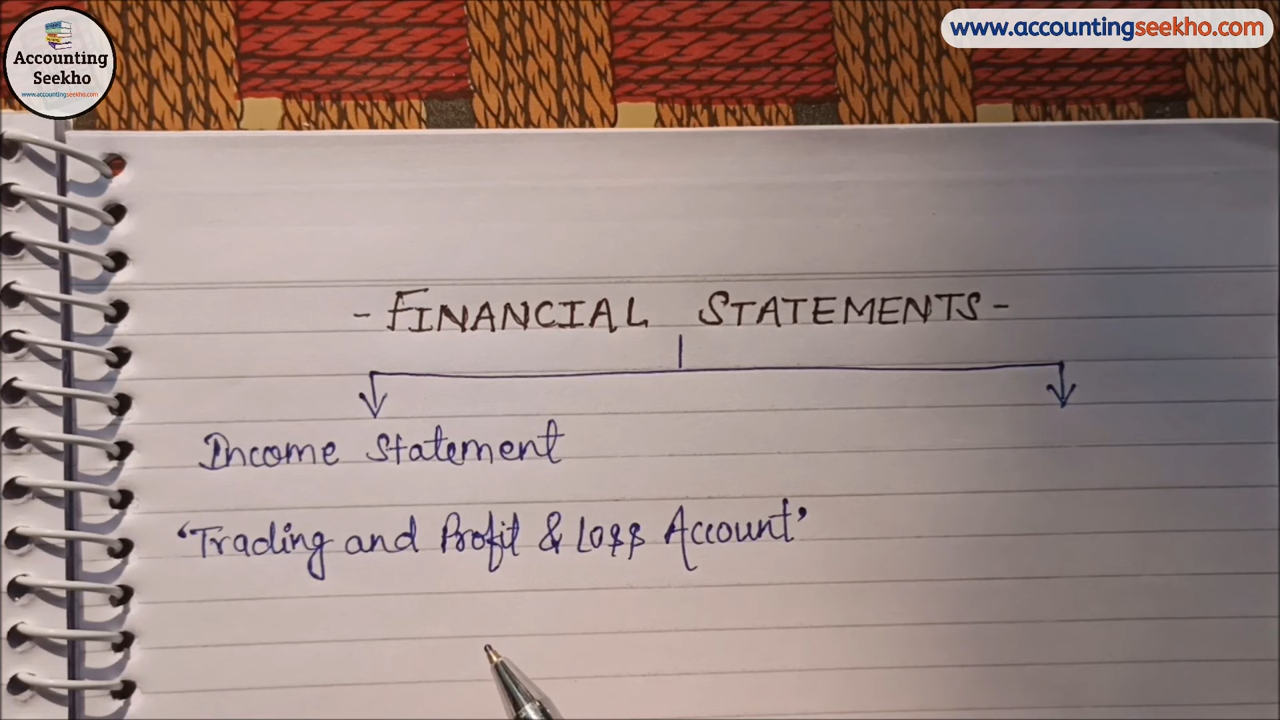 Accounting
Seekho
www.accountingseekho.com
www.accountingseekho.com
- FINANCIAL STATEMENTS -
Income Statement
'Trading and Profit & Loss Account'